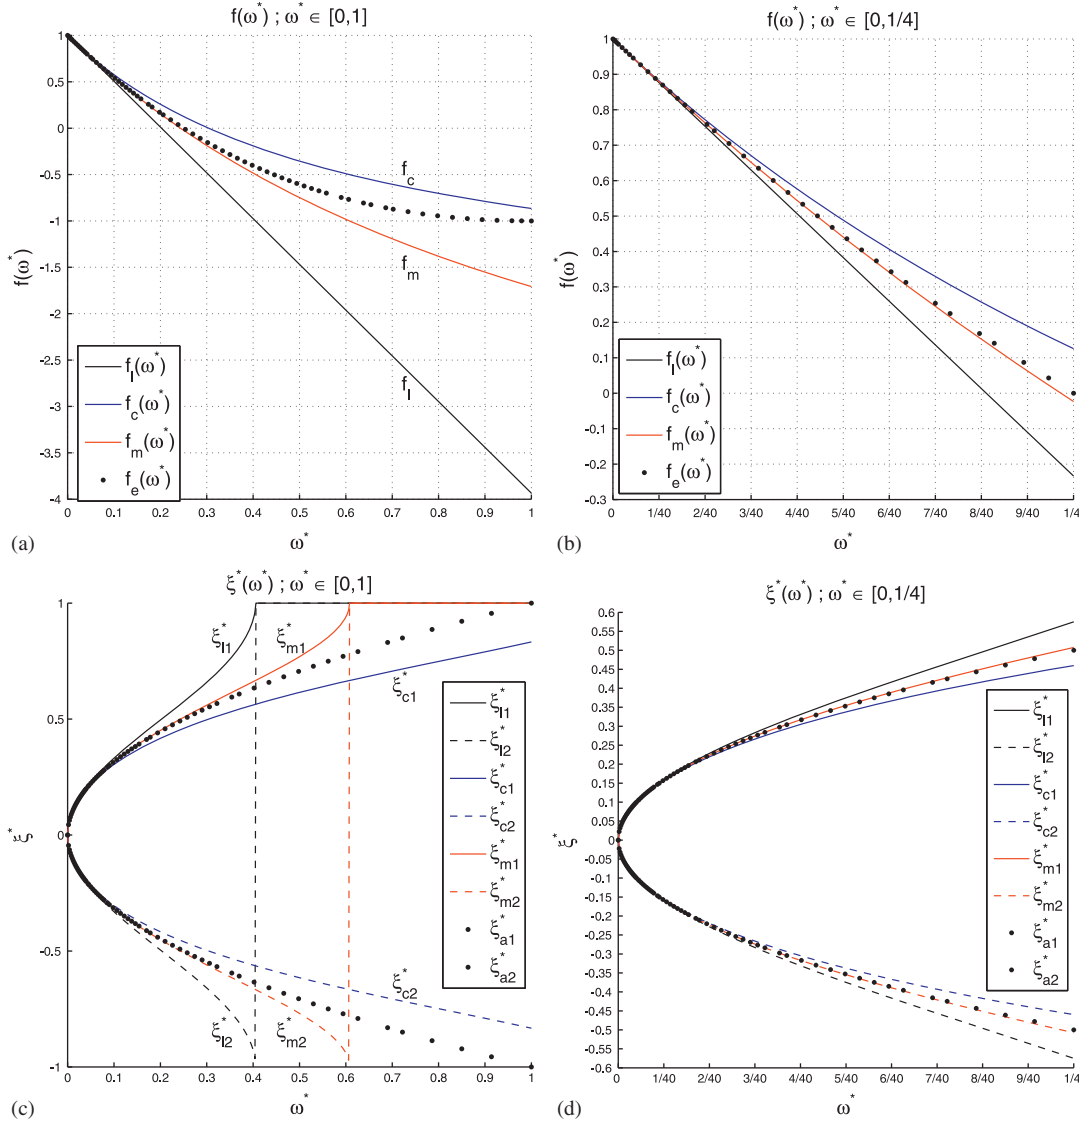 f(ω*) ; ω* ∈ [0,1]
1
0.5
0
-0.5
-1
-1.5
-2
-2.5
-3
-3.5
-4
f(ω*)
f_c
f_m
f_l
f_l(ω*)
f_c(ω*)
f_m(ω*)
f_e(ω*)
0 0.1 0.2 0.3 0.4 0.5 0.6 0.7 0.8 0.9 1
ω*
(a)
f(ω*) ; ω* ∈ [0,1/4]
1
0.9
0.8
0.7
0.6
0.5
0.4
0.3
0.2
0.1
0
-0.1
-0.2
-0.3
f(ω*)
f_l(ω*)
f_c(ω*)
f_m(ω*)
f_e(ω*)
0 1/40 2/40 3/40 4/40 5/40 6/40 7/40 8/40 9/40 1/4
ω*
(b)
ξ*(ω*) ; ω* ∈ [0,1]
1
0.5
0
-0.5
-1
ξ*
ξ*_l1
ξ*_m1
ξ*_c1
ξ*_c2
ξ*_l2
ξ*_m2
ξ*_l1
ξ*_l2
ξ*_c1
ξ*_c2
ξ*_m1
ξ*_m2
ξ*_a1
ξ*_a2
0 0.1 0.2 0.3 0.4 0.5 0.6 0.7 0.8 0.9 1
ω*
(c)
ξ*(ω*) ; ω* ∈ [0,1/4]
0.6
0.55
0.5
0.45
0.4
0.35
0.3
0.25
0.2
0.15
0.1
0.05
0
-0.05
-0.1
-0.15
-0.2
-0.25
-0.3
-0.35
-0.4
-0.45
-0.5
-0.55
-0.6
ξ*
ξ*_l1
ξ*_l2
ξ*_c1
ξ*_c2
ξ*_m1
ξ*_m2
ξ*_a1
ξ*_a2
0 1/40 2/40 3/40 4/40 5/40 6/40 7/40 8/40 9/40 1/4
ω*
(d)